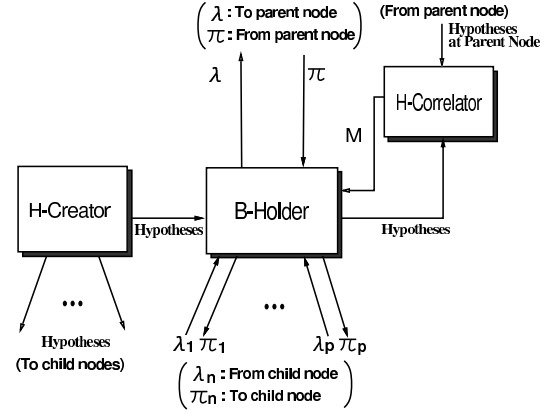 λ : To parent node
π : From parent node
(From parent node)
Hypotheses
at Parent Node
λ
π
H-Correlator
M
H-Creator
B-Holder
Hypotheses
Hypotheses
•••
•••
Hypotheses
(To child nodes)
λ1 π1
λp πp
λn : From child node
πn : To child node